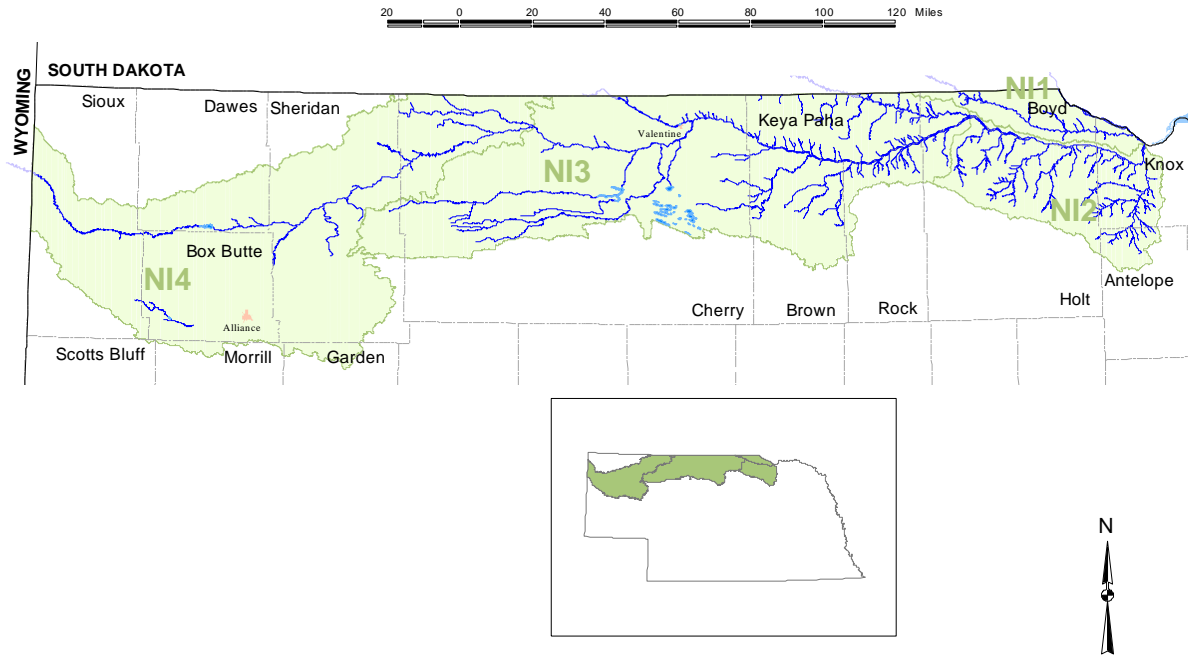 20 0 20 40 60 80 100 120 Miles
SOUTH DAKOTA
WYOMING
Sioux
Dawes
Sheridan
NI1
Boyd
Keya Paha
Valentine
Knox
NI3
NI2
Box Butte
NI4
Antelope
Holt
Cherry
Brown
Rock
Alliance
Scotts Bluff
Morrill
Garden
N